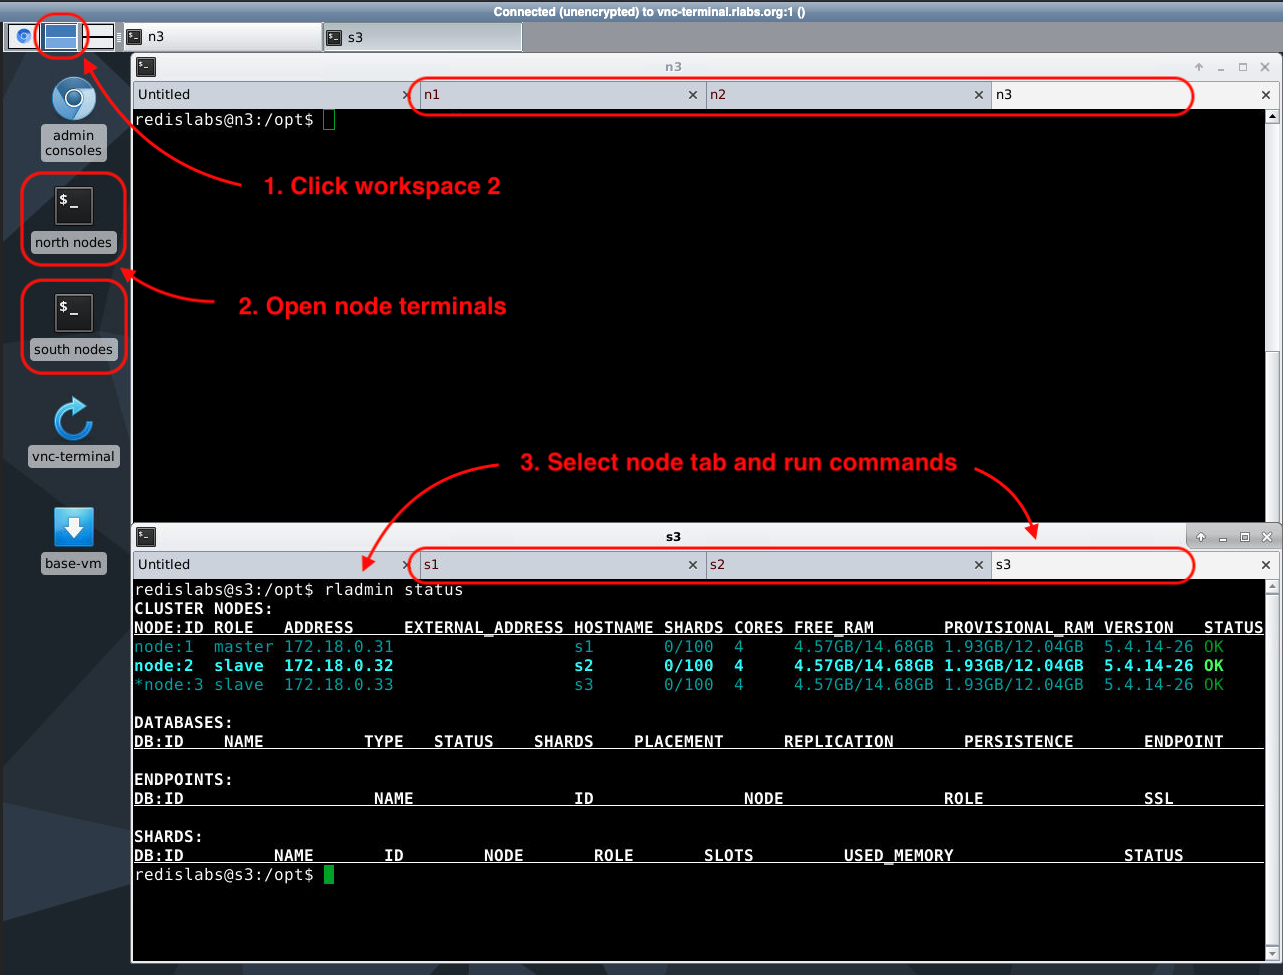 Connected (unencrypted) to vnc-terminal.rlabs.org:1 ()
n3
s3
n3
Untitled
n1
n2
n3
redislabs@n3:/opt$
admin consoles
1. Click workspace 2
$_
north nodes
2. Open node terminals
$_
south nodes
vnc-terminal
3. Select node tab and run commands
base-vm
s3
Untitled
s1
s2
s3
redislabs@s3:/opt$ rladmin status
CLUSTER NODES:
NODE:ID ROLE ADDRESS EXTERNAL_ADDRESS HOSTNAME SHARDS CORES FREE_RAM PROVISIONAL_RAM VERSION STATUS
node:1 master 172.18.0.31 s1 0/100 4 4.57GB/14.68GB 1.93GB/12.04GB 5.4.14-26 OK
node:2 slave 172.18.0.32 s2 0/100 4 4.57GB/14.68GB 1.93GB/12.04GB 5.4.14-26 OK
*node:3 slave 172.18.0.33 s3 0/100 4 4.57GB/14.68GB 1.93GB/12.04GB 5.4.14-26 OK
DATABASES:
DB:ID NAME TYPE STATUS SHARDS PLACEMENT REPLICATION PERSISTENCE ENDPOINT
ENDPOINTS:
DB:ID NAME ID NODE ROLE SSL
SHARDS:
DB:ID NAME ID NODE ROLE SLOTS USED_MEMORY STATUS
redislabs@s3:/opt$